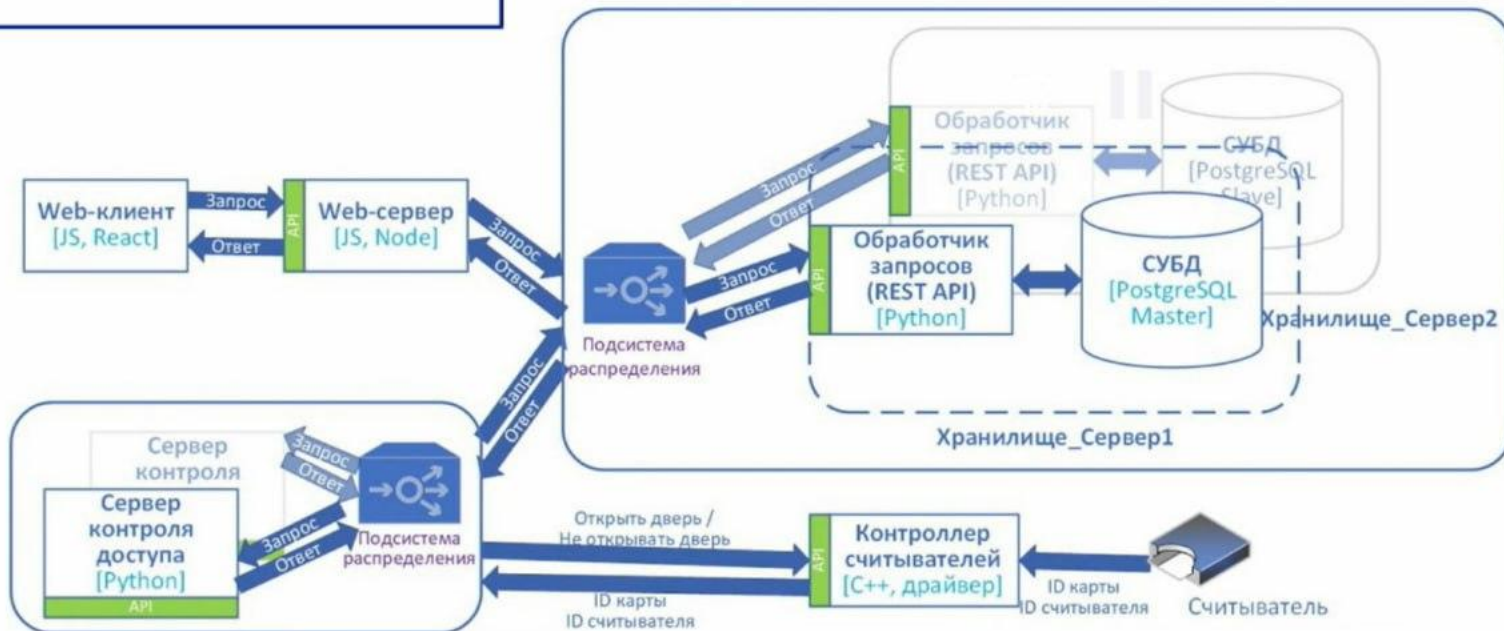 Обработчик
запросов
(REST API)
[Python]
API
СУБД
[PostgreSQL
Slave]
Запрос
Ответ
Web-клиент
[JS, React]
Запрос
Ответ
API
Web-сервер
[JS, Node]
Запрос
Ответ
Подсистема
распределения
Запрос
Ответ
API
Обработчик
запросов
(REST API)
[Python]
СУБД
[PostgreSQL
Master]
Хранилище_Сервер2
Хранилище_Сервер1
Запрос
Ответ
Сервер
контроля
Запрос
Ответ
Сервер
контроля
доступа
[Python]
API
Запрос
Ответ
Подсистема
распределения
Открыть дверь /
Не открывать дверь
ID карты
ID считывателя
API
Контроллер
считывателей
[C++, драйвер]
ID карты
ID считывателя
Считыватель